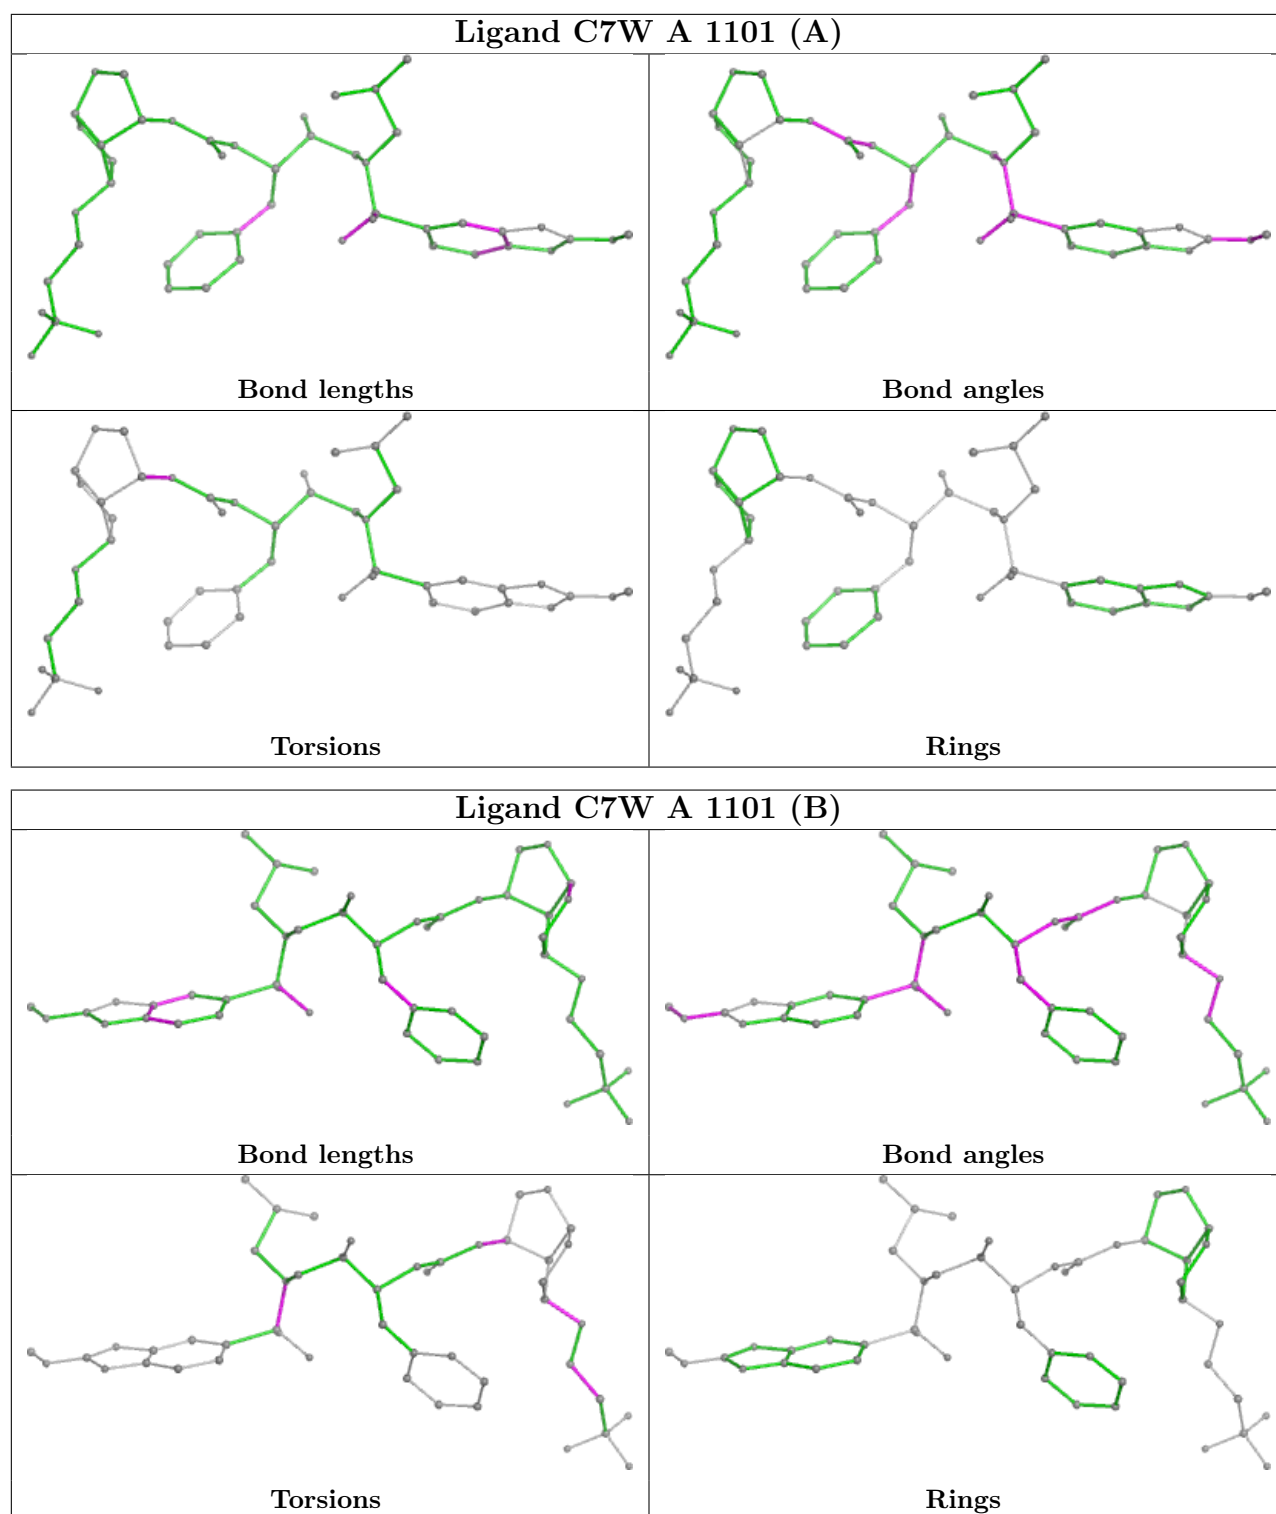 Ligand C7W A 1101 (A)
Bond lengths
Bond angles
Torsions
Rings
Ligand C7W A 1101 (B)
Bond lengths
Bond angles
Torsions
Rings